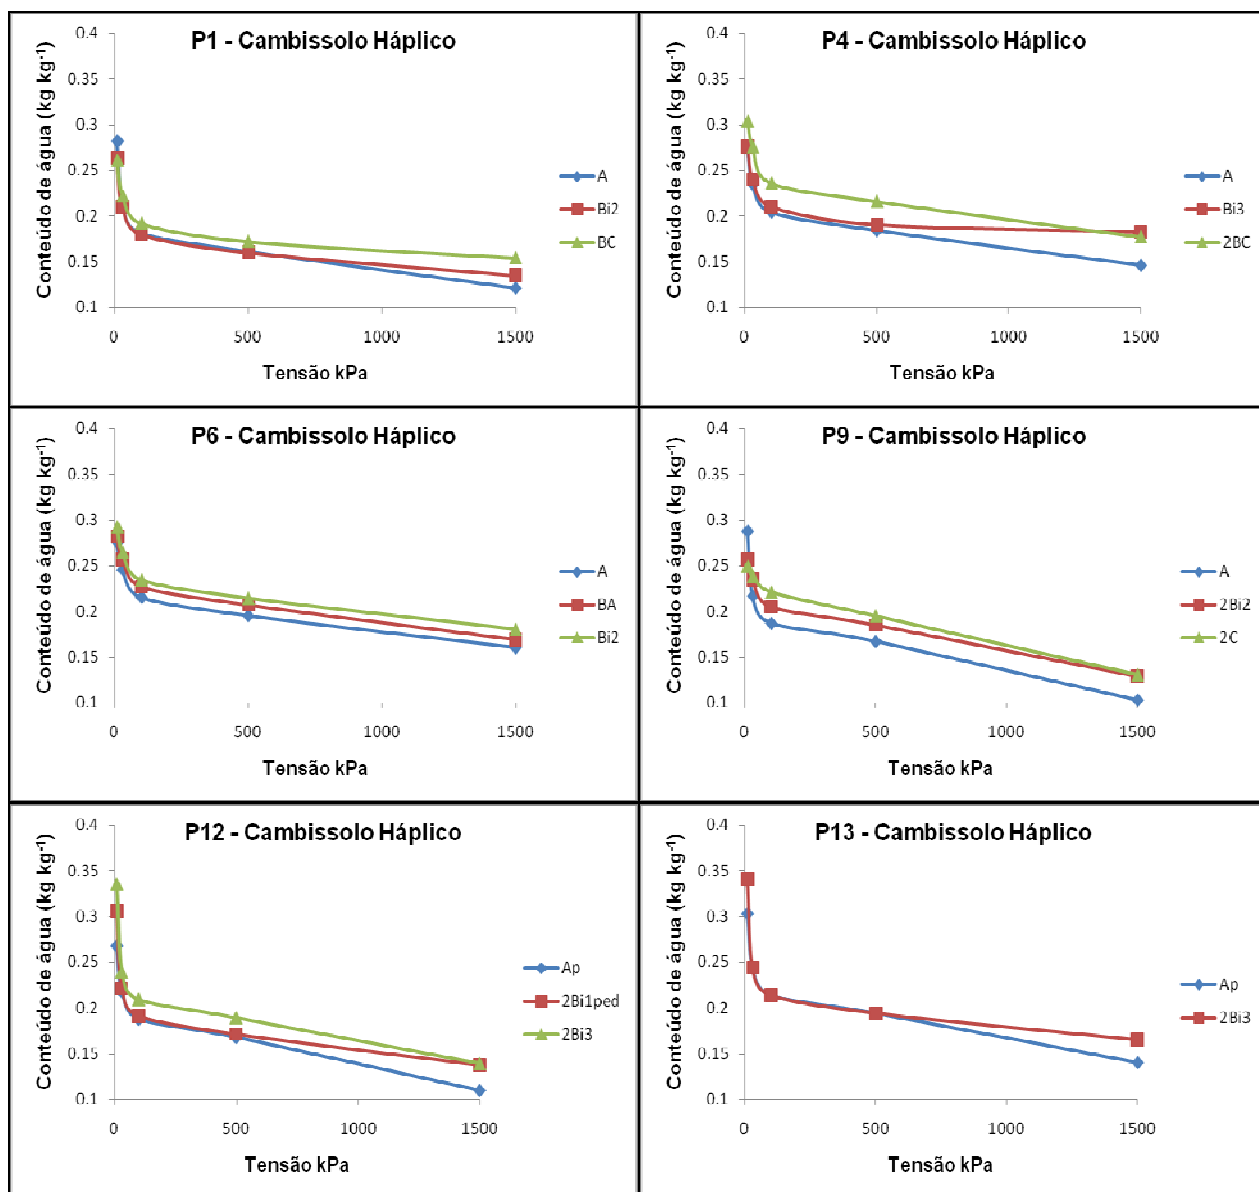 P1 - Cambissolo Háplico
Conteúdo de água (kg kg⁻¹)
0.4
0.35
0.3
0.25
0.2
0.15
0.1
0 500 1000 1500
Tensão kPa
A
Bi2
BC
P4 - Cambissolo Háplico
Conteúdo de água (kg kg⁻¹)
0.4
0.35
0.3
0.25
0.2
0.15
0.1
0 500 1000 1500
Tensão kPa
A
Bi3
2BC
P6 - Cambissolo Háplico
Conteúdo de água (kg kg⁻¹)
0.4
0.35
0.3
0.25
0.2
0.15
0.1
0 500 1000 1500
Tensão kPa
A
BA
Bi2
P9 - Cambissolo Háplico
Conteúdo de água (kg kg⁻¹)
0.4
0.35
0.3
0.25
0.2
0.15
0.1
0 500 1000 1500
Tensão kPa
A
2Bi2
2C
P12 - Cambissolo Háplico
Conteúdo de água (kg kg⁻¹)
0.4
0.35
0.3
0.25
0.2
0.15
0.1
0 500 1000 1500
Tensão kPa
Ap
2Bi1ped
2Bi3
P13 - Cambissolo Háplico
Conteúdo de água (kg kg⁻¹)
0.4
0.35
0.3
0.25
0.2
0.15
0.1
0 500 1000 1500
Tensão kPa
Ap
2Bi3